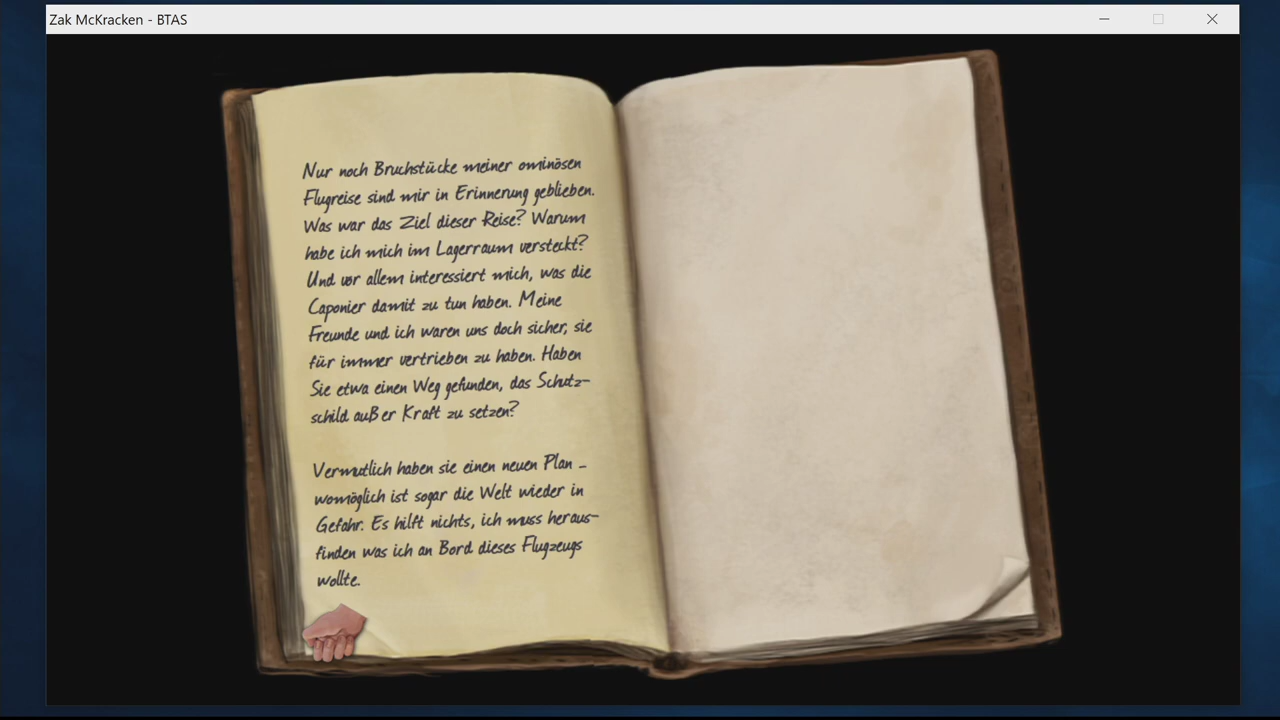 Zak McKracken - BTAS
Nur noch Bruchstücke meiner ominösen
Flugreise sind mir in Erinnerung geblieben.
Was war das Ziel dieser Reise? Warum
habe ich mich im Lagerraum versteckt?
Und vor allem interessiert mich, was die
Caponier damit zu tun haben. Meine
Freunde und ich waren uns doch sicher, sie
für immer vertrieben zu haben. Haben
Sie etwa einen Weg gefunden, das Schutz-
schild außer Kraft zu setzen?
Vermutlich haben sie einen neuen Plan -
womöglich ist sogar die Welt wieder in
Gefahr. Es hilft nichts, ich muss heraus-
finden was ich an Bord dieses Flugzeugs
wollte.